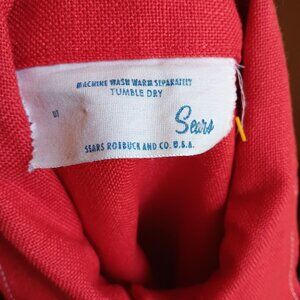 MACHINE WASH WARM SEPARATELY
TUMBLE DRY
M
Sears
SEARS ROEBUCK AND CO. U.S.A.